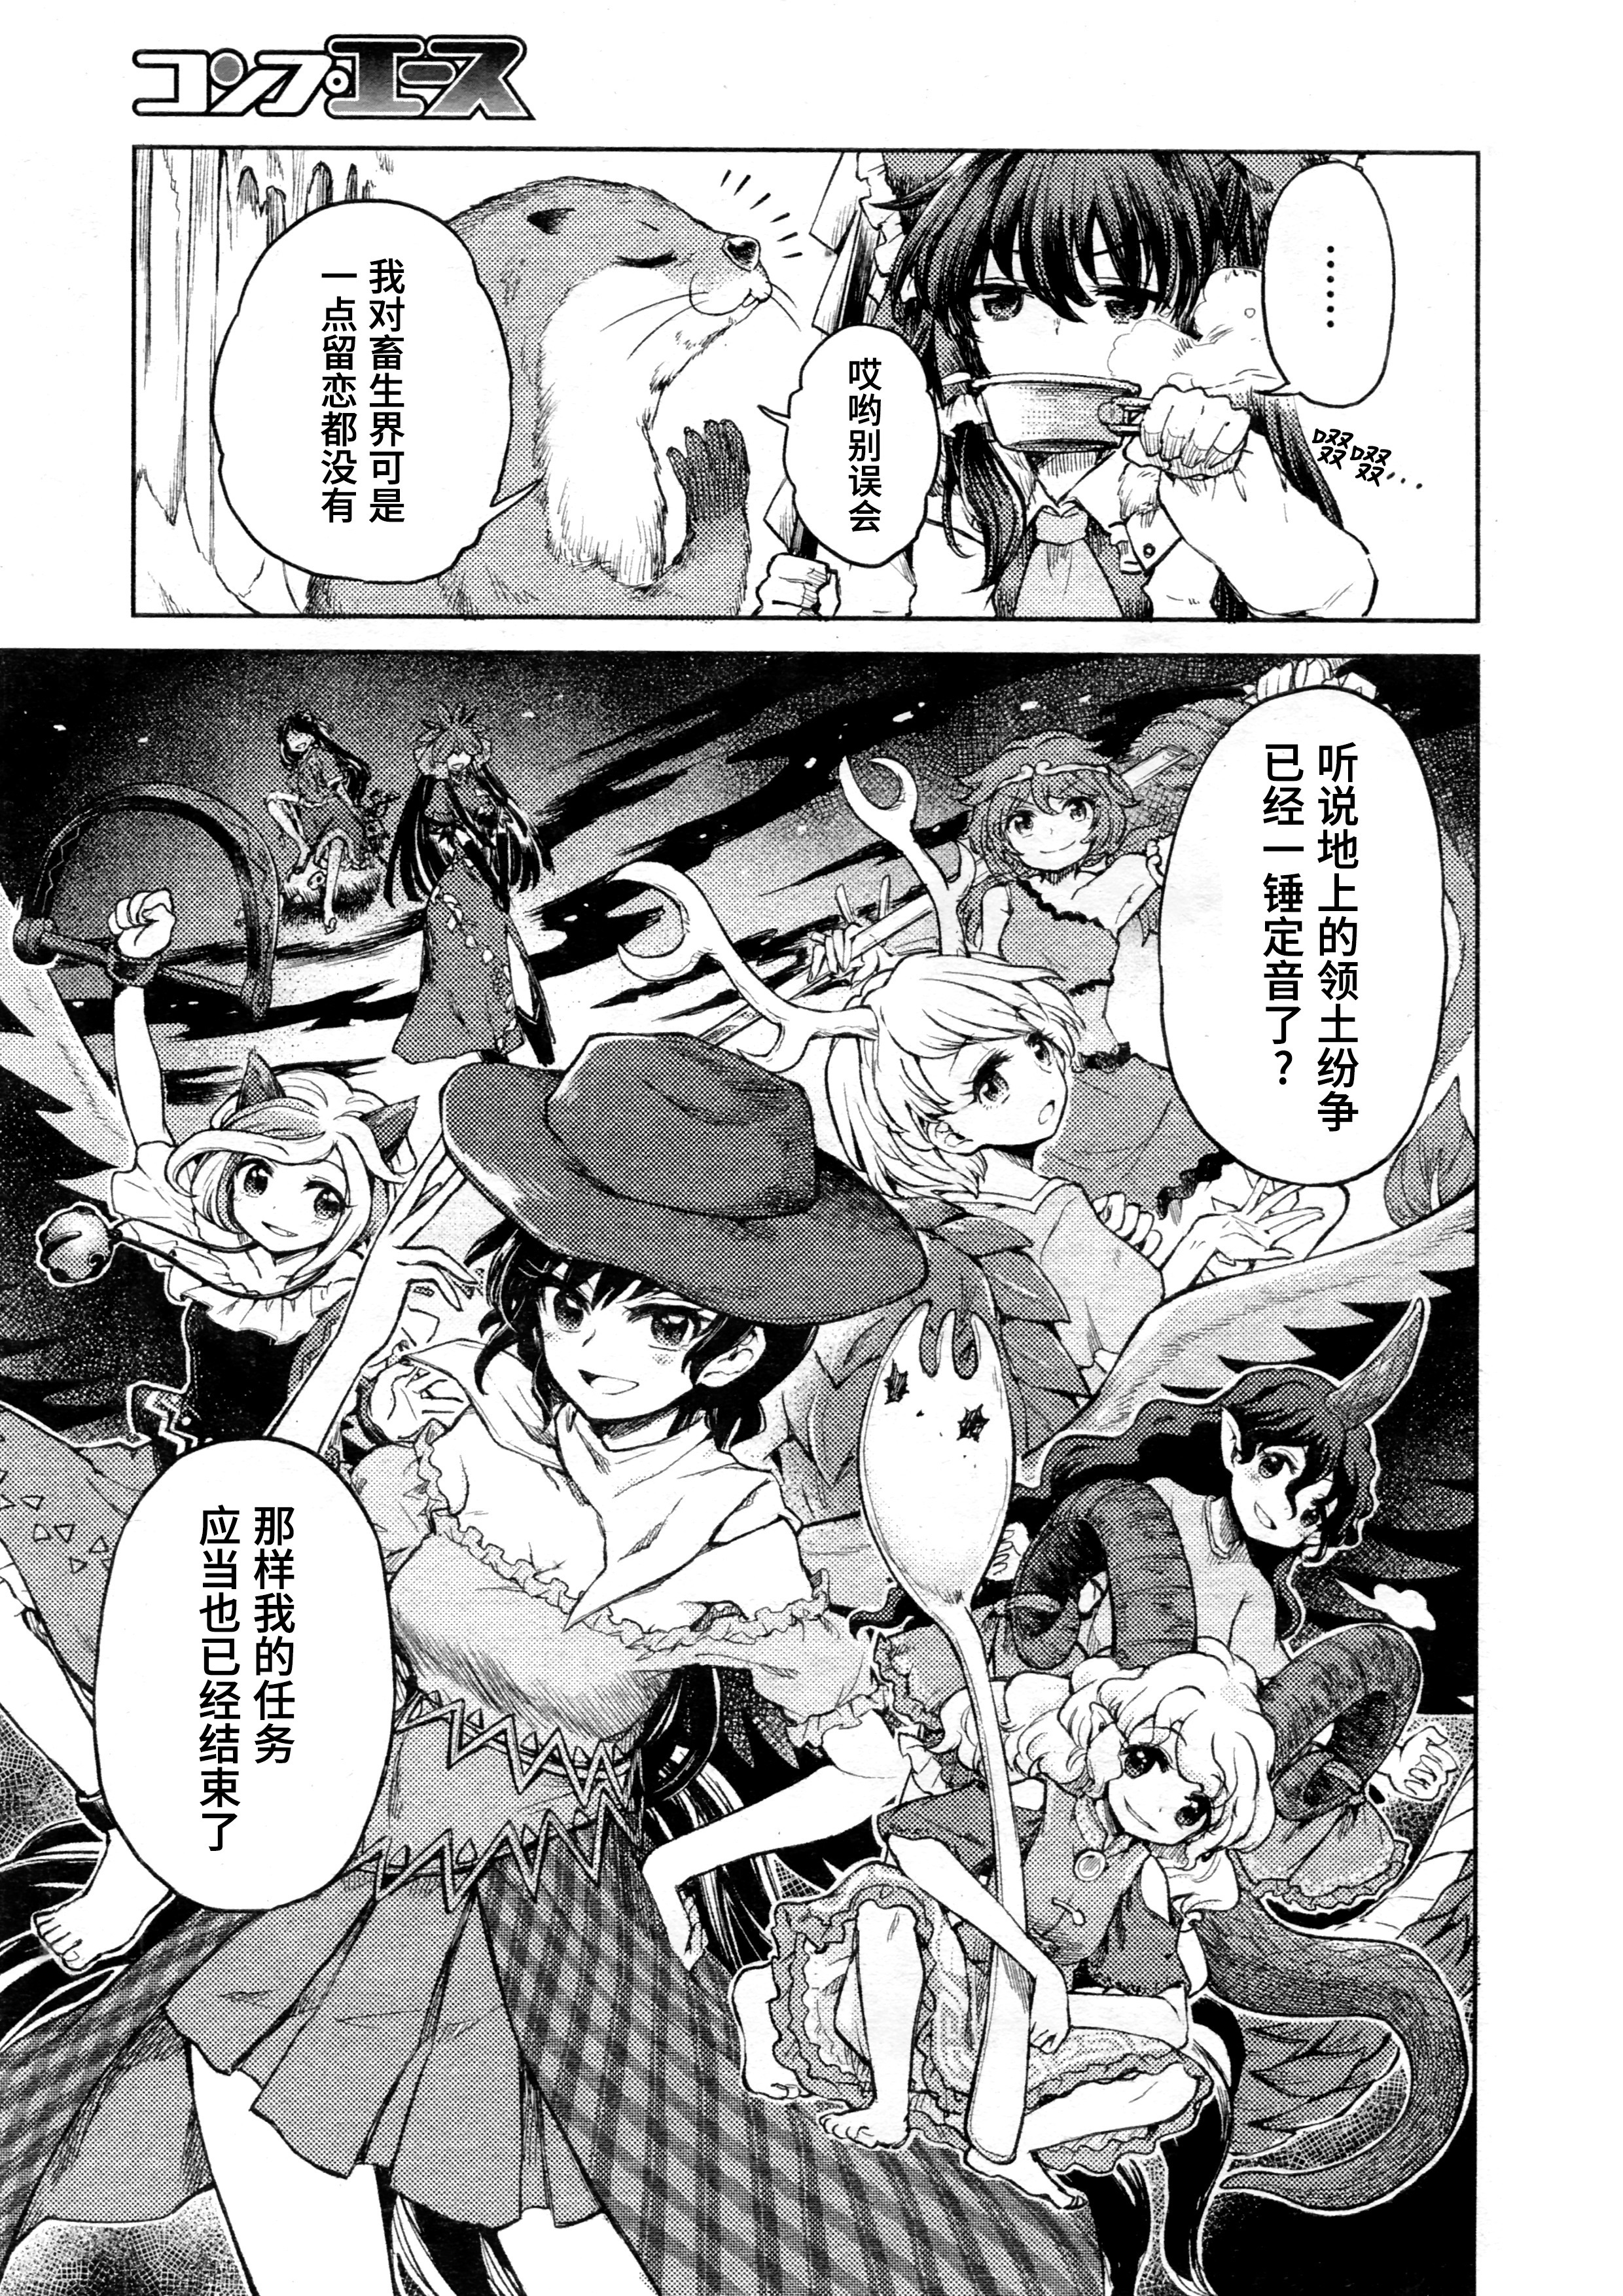 コンプ・エース
……
啜啜…
哎哟别误会
我对畜生界可是
一点留恋都没有
听说地上的领土纷争
已经一锤定音了？
那样我的任务
应当也已经结束了